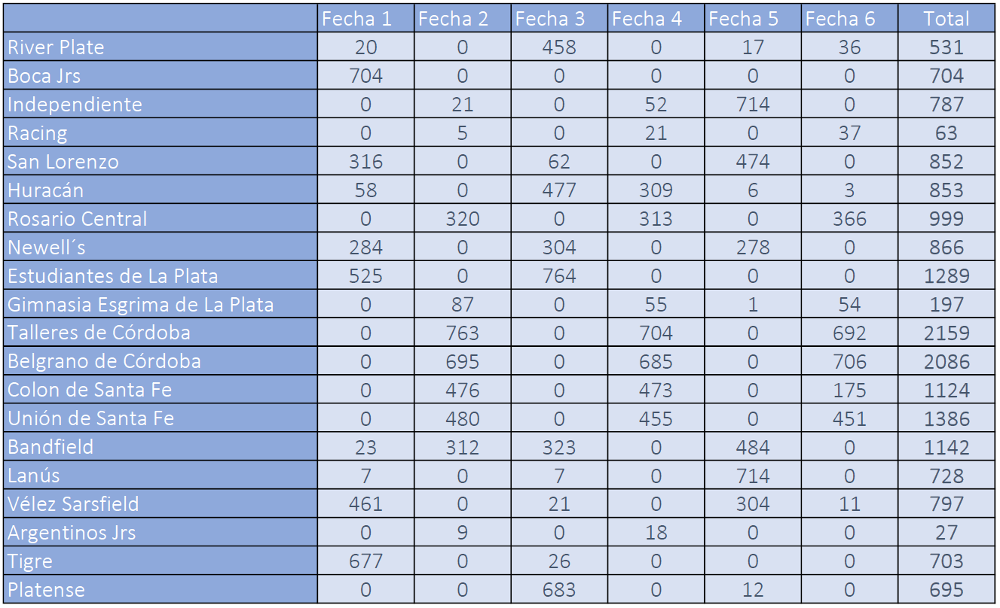 Fecha 1 Fecha 2 Fecha 3 Fecha 4 Fecha 5 Fecha 6 Total
River Plate 20 0 458 0 17 36 531
Boca Jrs 704 0 0 0 0 0 704
Independiente 0 21 0 52 714 0 787
Racing 0 5 0 21 0 37 63
San Lorenzo 316 0 62 0 474 0 852
Huracán 58 0 477 309 6 3 853
Rosario Central 0 320 0 313 0 366 999
Newell´s 284 0 304 0 278 0 866
Estudiantes de La Plata 525 0 764 0 0 0 1289
Gimnasia Esgrima de La Plata 0 87 0 55 1 54 197
Talleres de Córdoba 0 763 0 704 0 692 2159
Belgrano de Córdoba 0 695 0 685 0 706 2086
Colon de Santa Fe 0 476 0 473 0 175 1124
Unión de Santa Fe 0 480 0 455 0 451 1386
Bandfield 23 312 323 0 484 0 1142
Lanús 7 0 7 0 714 0 728
Vélez Sarsfield 461 0 21 0 304 11 797
Argentinos Jrs 0 9 0 18 0 0 27
Tigre 677 0 26 0 0 0 703
Platense 0 0 683 0 12 0 695